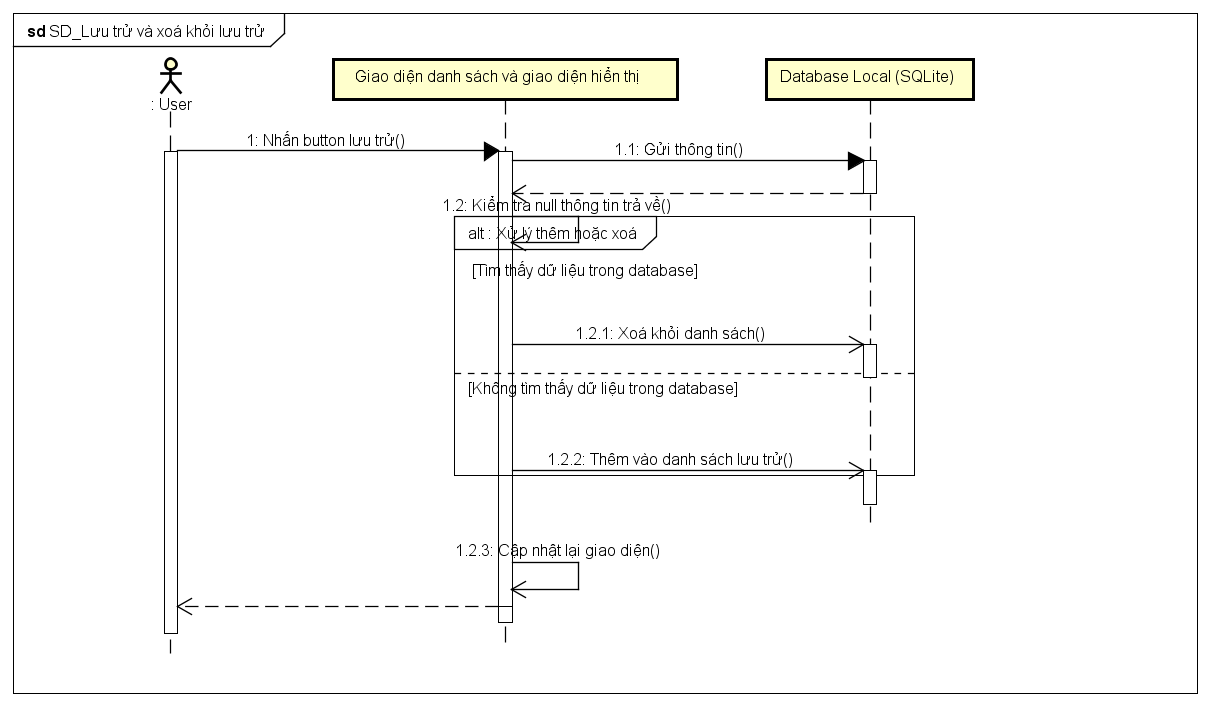 sd SD_Lưu trử và xoá khỏi lưu trử
Giao diện danh sách và giao diện hiển thị
Database Local (SQLite)
: User
1: Nhấn button lưu trử()
1.1: Gửi thông tin()
1.2: Kiểm tra null thông tin trả về()
alt : Xử lý thêm hoặc xoá
[Tìm thấy dữ liệu trong database]
1.2.1: Xoá khỏi danh sách()
[Không tìm thấy dữ liệu trong database]
1.2.2: Thêm vào danh sách lưu trử()
1.2.3: Cập nhật lại giao diện()